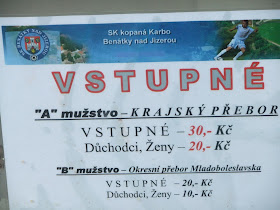 SK kopaná Karbo
Benátky nad Jizerou
VSTUPNÉ
"A" mužstvo – KRAJSKÝ PŘEBOR
VSTUPNÉ – 30,- Kč
Důchodci, Ženy – 20,- Kč
"B" mužstvo – Okresní přebor Mladoboleslavska
VSTUPNÉ – 20,- Kč
Důchodci, Ženy – 10,- Kč